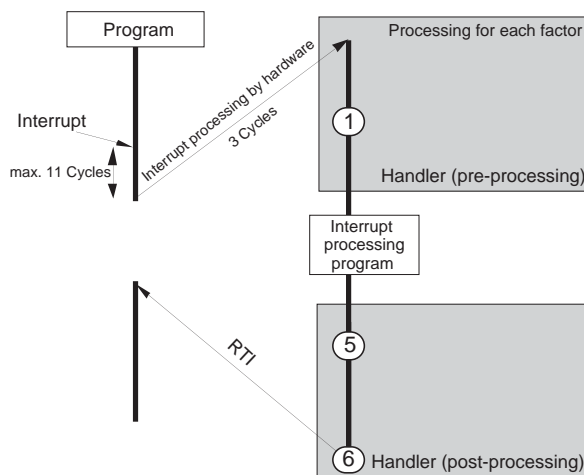 Program
Processing for each factor
Interrupt processing by hardware
3 Cycles
1
Interrupt
max. 11 Cycles
Handler (pre-processing)
Interrupt
processing
program
5
RTI
6
Handler (post-processing)